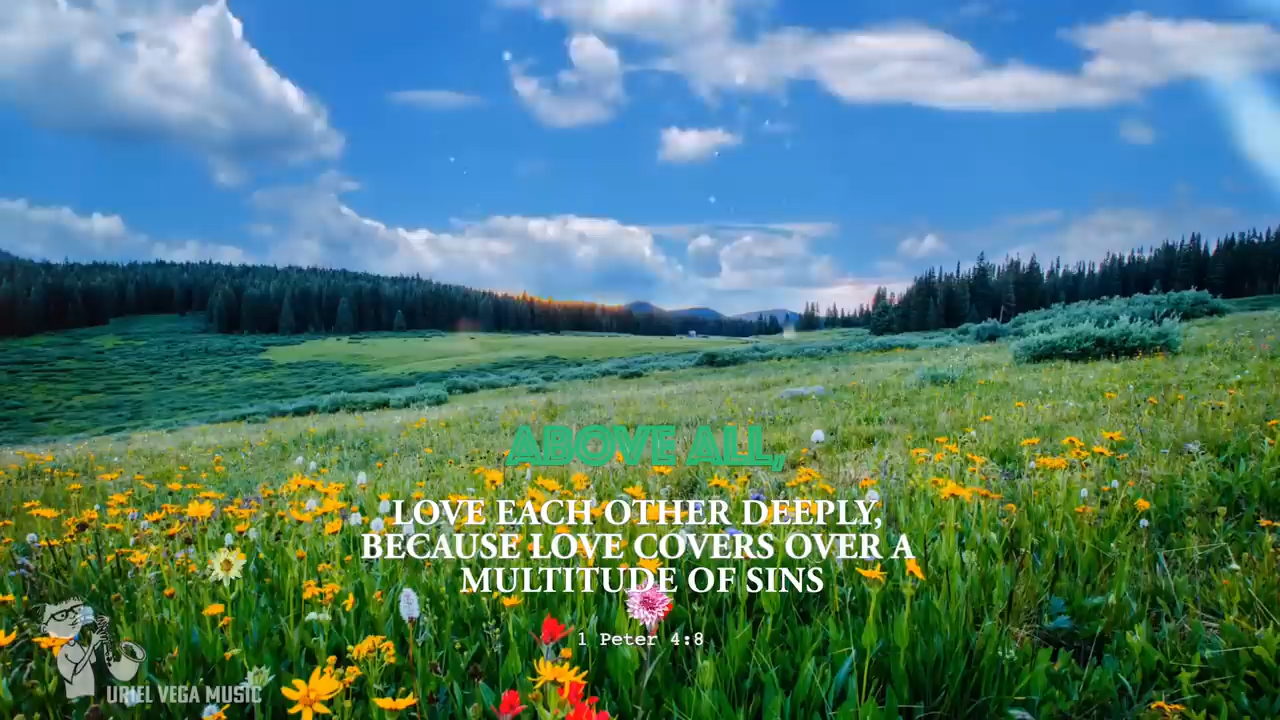 ABOVE ALL,
LOVE EACH OTHER DEEPLY,
BECAUSE LOVE COVERS OVER A
MULTITUDE OF SINS
1 Peter 4:8
URIEL VEGA MUSIC